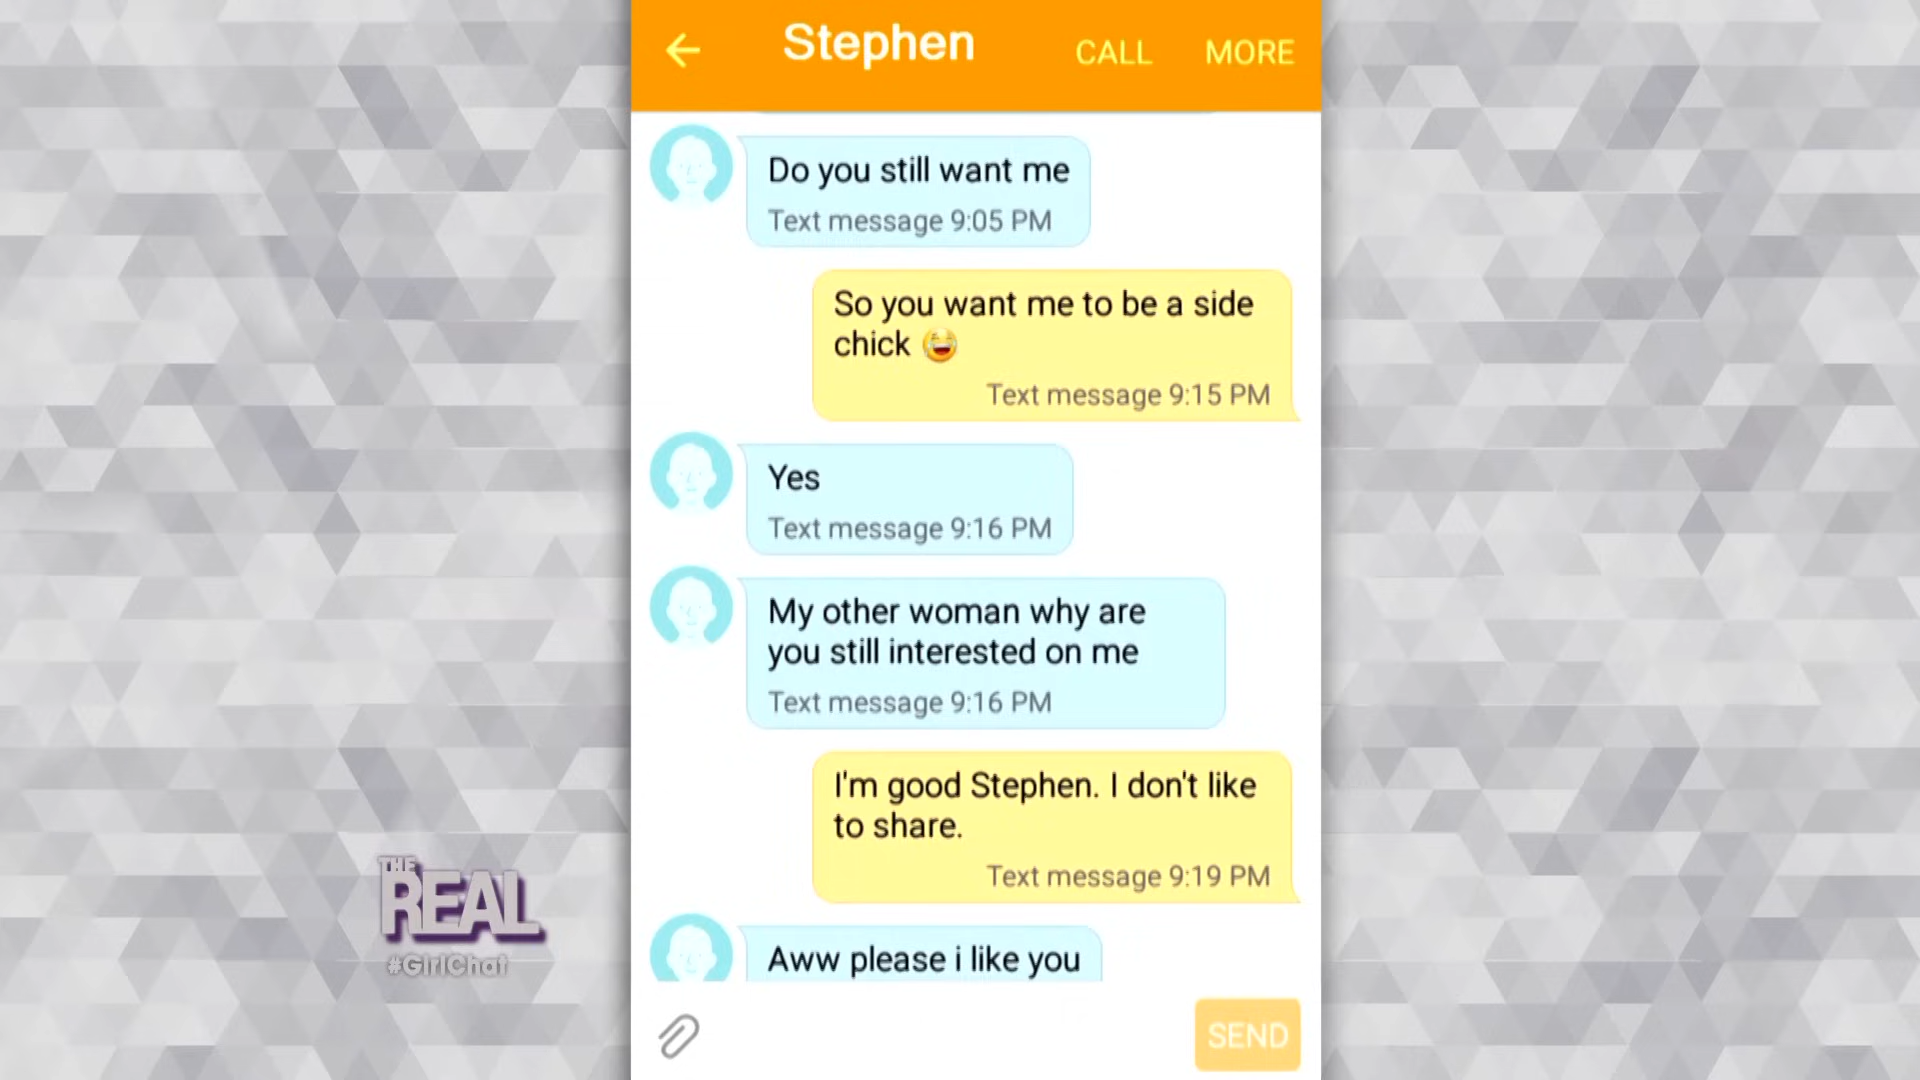 Stephen
CALL
MORE
Do you still want me
Text message 9:05 PM
So you want me to be a side
chick 😂
Text message 9:15 PM
Yes
Text message 9:16 PM
My other woman why are
you still interested on me
Text message 9:16 PM
I'm good Stephen. I don't like
to share.
Text message 9:19 PM
Aww please i like you
SEND
THE
REAL
#GirlChat